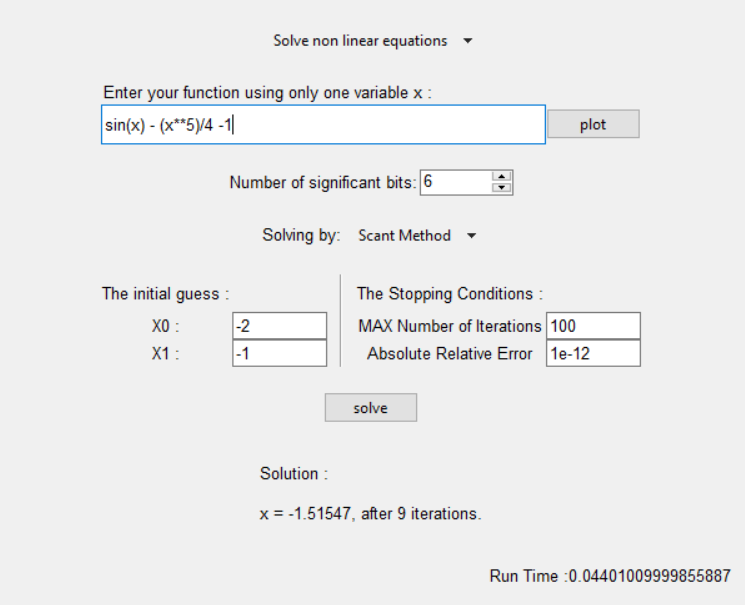 Solve non linear equations
Enter your function using only one variable x :
sin(x) - (x**5)/4 -1
plot
Number of significant bits: 6
Solving by: Scant Method
The initial guess :
The Stopping Conditions :
X0 : -2
MAX Number of Iterations 100
X1 : -1
Absolute Relative Error 1e-12
solve
Solution :
x = -1.51547, after 9 iterations.
Run Time :0.04401009999855887